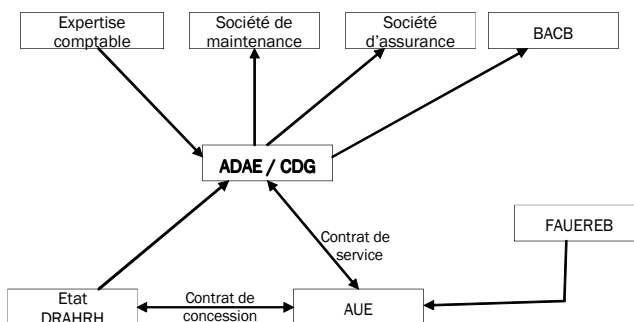 Expertise
comptable
Société de
maintenance
Société
d'assurance
BACB
ADAE / CDG
FAUEREB
Contrat de
service
Etat
DRAHRH
Contrat de
concession
AUE